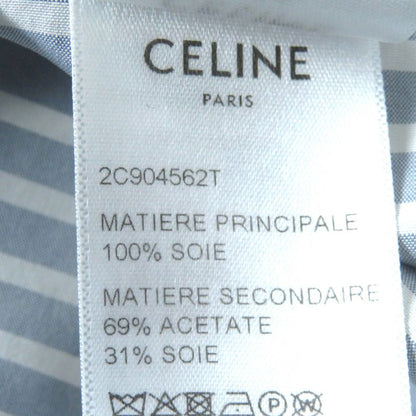 CELINE
PARIS
2C904562T
MATIERE PRINCIPALE
100% SOIE
MATIERE SECONDAIRE
69% ACETATE
31% SOIE